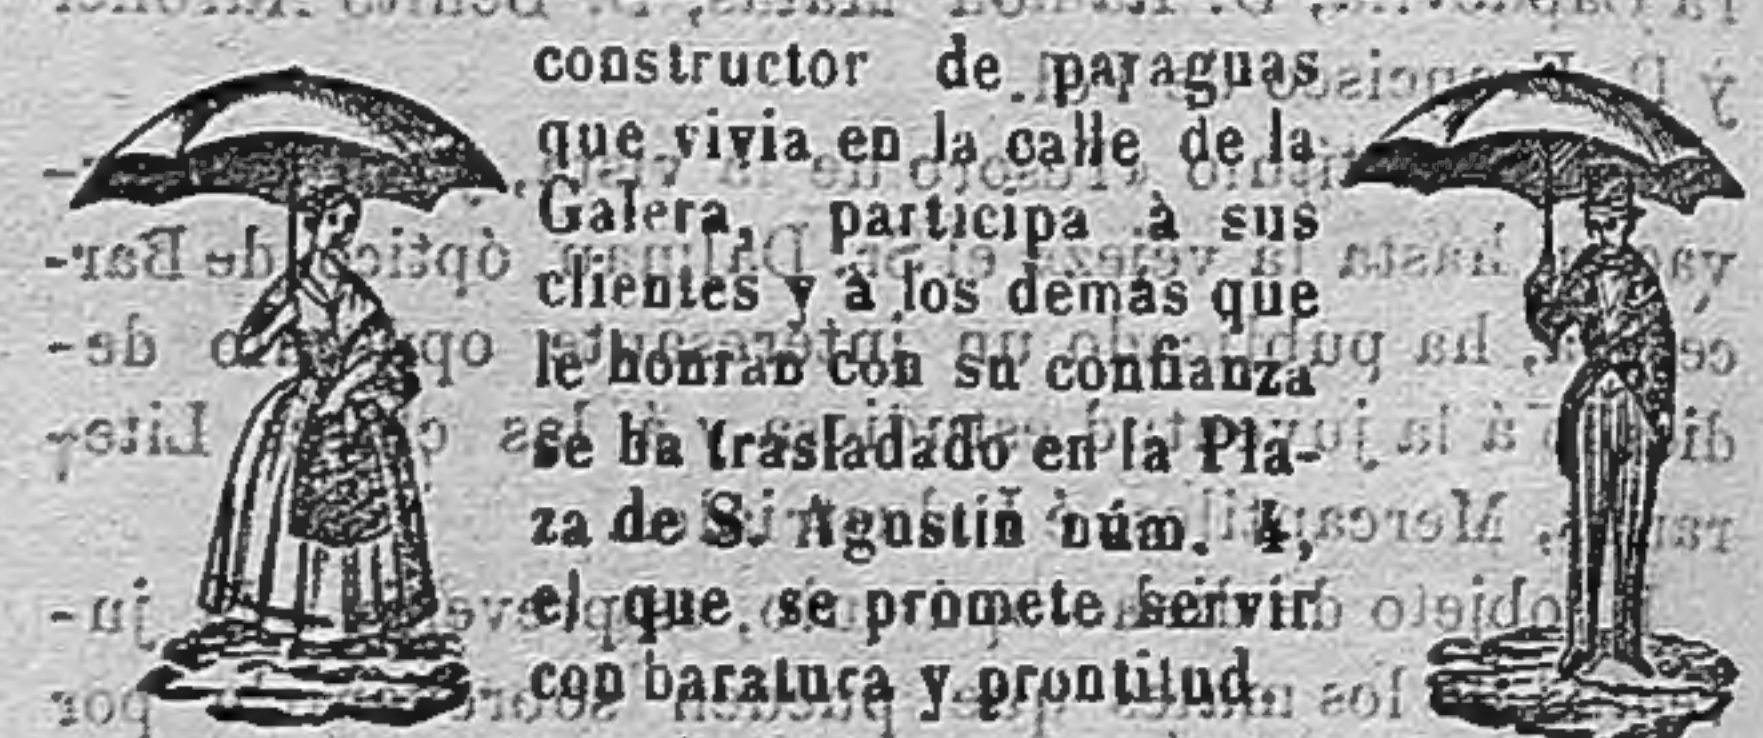 constructor de paraguas
que vivia en la calle de la
Galera, participa à sus
clientes y à los demás que
le honran con su confianza
se ha trasladado en la Pla-
za de S. Agustin núm. 4,
el que se promete servir
con baratura y prontitud.